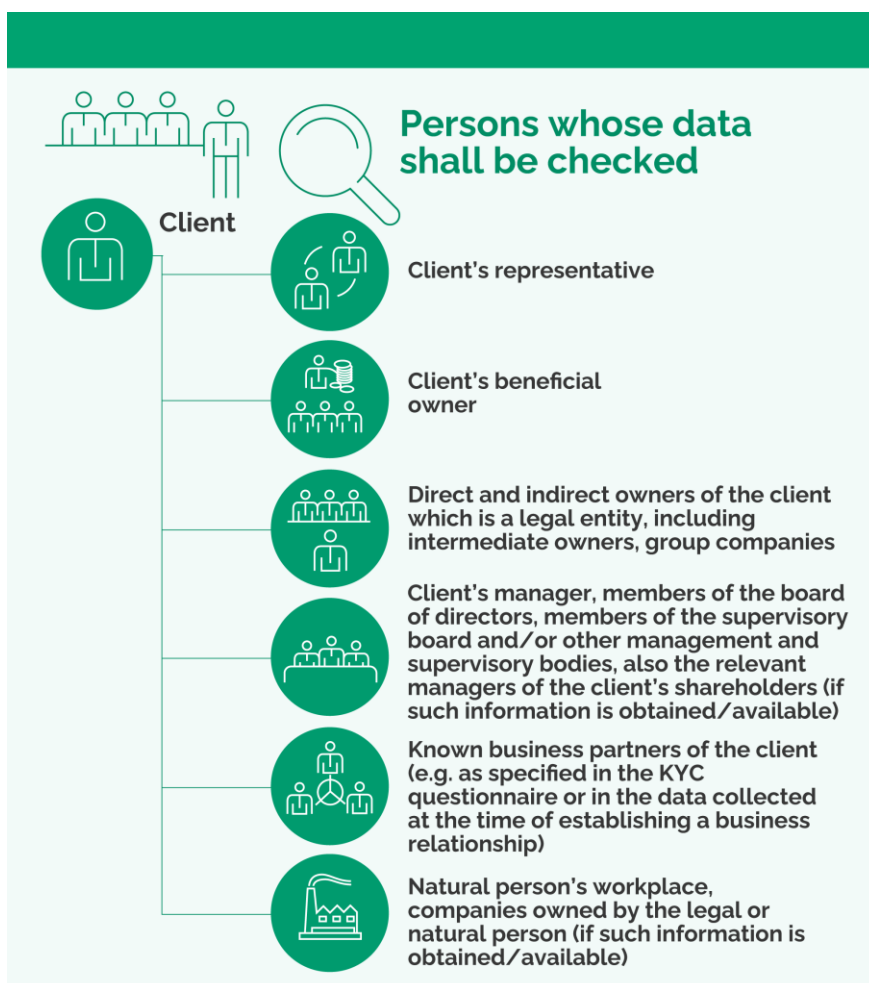 Persons whose data
shall be checked
Client
Client's representative
Client's beneficial
owner
Direct and indirect owners of the client
which is a legal entity, including
intermediate owners, group companies
Client's manager, members of the board
of directors, members of the supervisory
board and/or other management and
supervisory bodies, also the relevant
managers of the client's shareholders (if
such information is obtained/available)
Known business partners of the client
(e.g. as specified in the KYC
questionnaire or in the data collected
at the time of establishing a business
relationship)
Natural person's workplace,
companies owned by the legal or
natural person (if such information is
obtained/available)